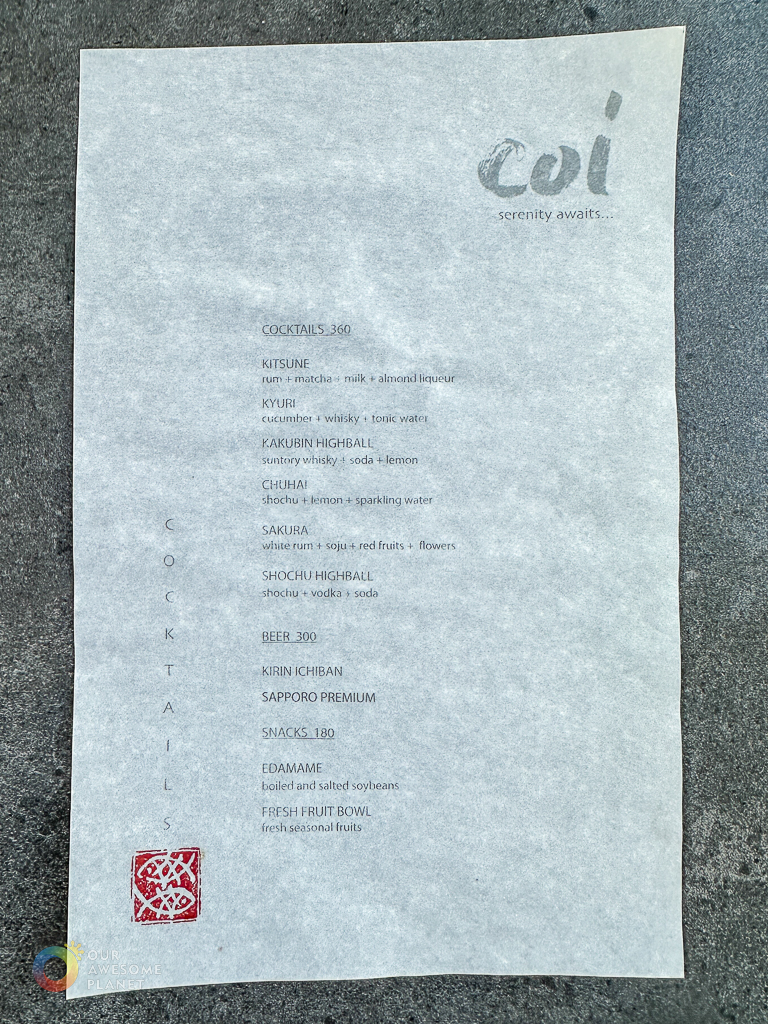 coi
serenity awaits...
COCKTAILS 360
KITSUNE
rum + matcha + milk + almond liqueur
KYURI
cucumber + whisky + tonic water
KAKUBIN HIGHBALL
suntory whisky + soda + lemon
CHUHAI
shochu + lemon + sparkling water
SAKURA
white rum + soju + red fruits + flowers
SHOCHU HIGHBALL
shochu + vodka + soda
BEER 300
KIRIN ICHIBAN
SAPPORO PREMIUM
SNACKS 180
EDAMAME
boiled and salted soybeans
FRESH FRUIT BOWL
fresh seasonal fruits
COCKTAILS
OUR
AWESOME
PLANET